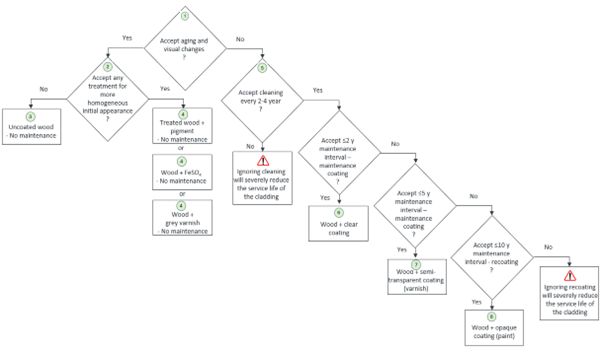 1
Accept aging and
visual changes
?
Yes
No
2
Accept any
treatment for
more
homogeneous
initial appearance
?
No
Yes
3
Uncoated wood
- No maintenance
4
Treated wood +
pigment
- No maintenance
or
4
Wood + FeSO₄
- No maintenance
or
4
Wood +
grey varnish
- No maintenance
5
Accept cleaning
every 2-4 year
?
Yes
No
Ignoring cleaning
will severely reduce
the service life of
the cladding
Accept ≤2 y
maintenance
interval –
maintenance
coating
?
No
Yes
6
Wood + clear
coating
Accept ≤5 y
maintenance
interval –
maintenance
coating
?
No
Yes
7
Wood + semi-
transparent coating
(varnish)
Accept ≤10 y
maintenance
interval - recoating
?
No
Yes
8
Wood + opaque
coating (paint)
Ignoring recoating
will severely reduce
the service life of
the cladding